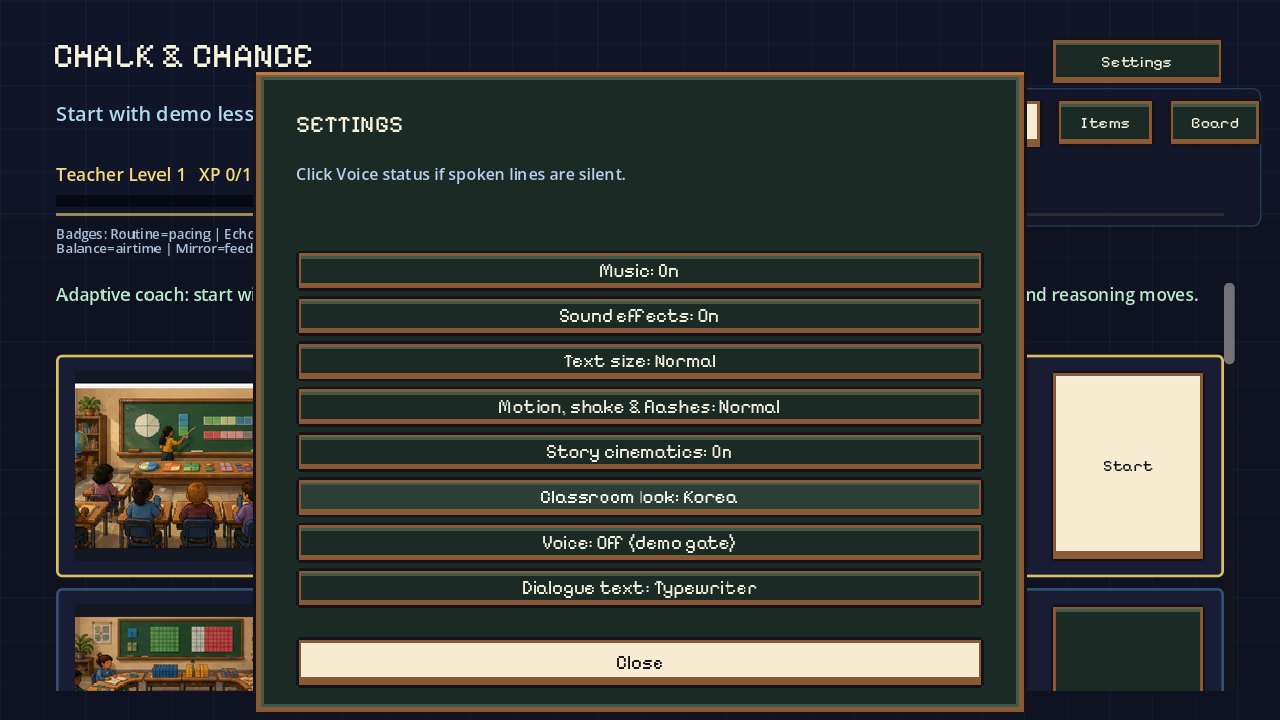 CHALK & CHANCE
Settings
Start with demo less
Items
Board
SETTINGS
Click Voice status if spoken lines are silent.
Teacher Level 1 XP 0/1
Badges: Routine=pacing | Echo
Balance=airtime | Mirror=feed
Adaptive coach: start wi
nd reasoning moves.
Music: On
Sound effects: On
Text size: Normal
Motion, shake & flashes: Normal
Story cinematics: On
Classroom look: Korea
Voice: Off (demo gate)
Dialogue text: Typewriter
Close
Start